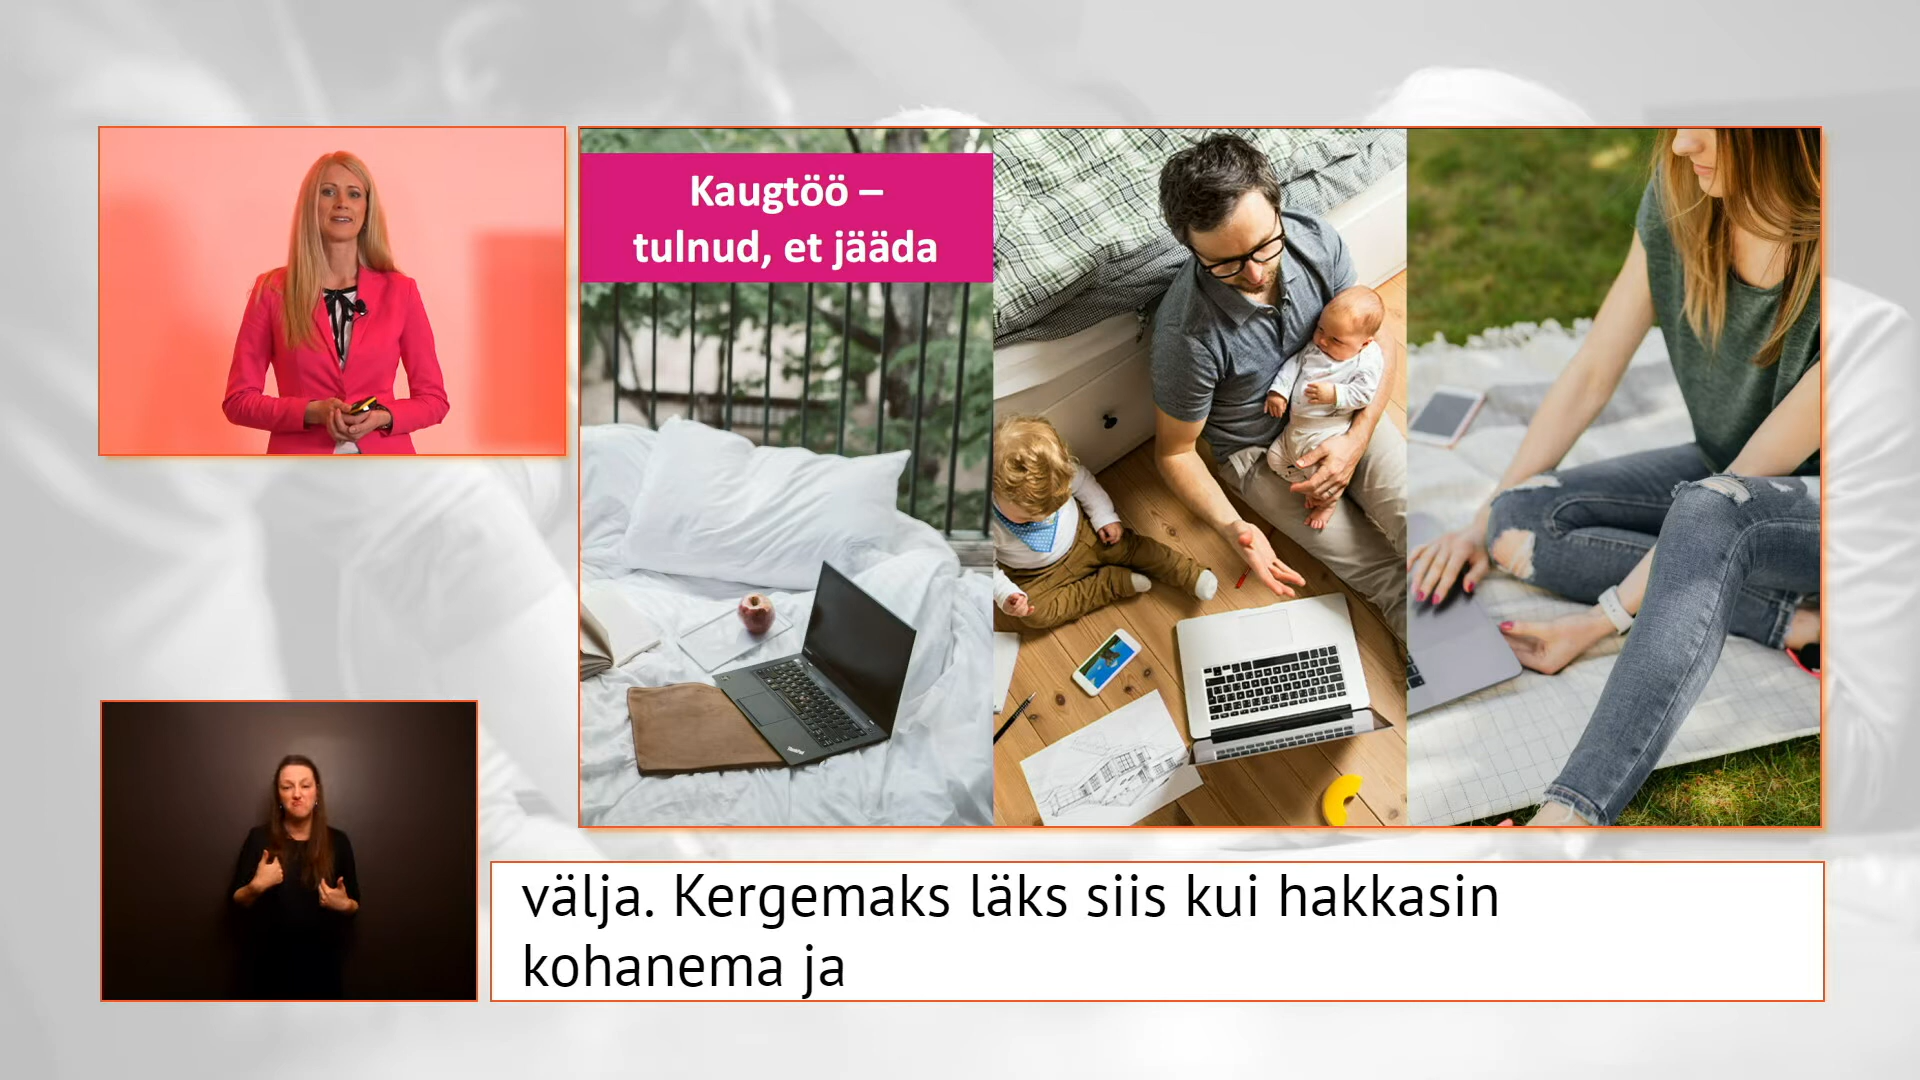 Kaugtöö –
tulnud, et jääda
välja. Kergemaks läks siis kui hakkasin
kohanema ja